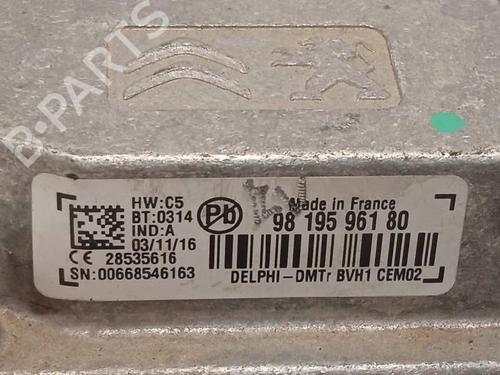 B-PARTS
HW:C5
BT:0314
IND:A
03/11/16
CE 28535616
SN:00668546163
Pb
Made in France
98 195 961 80
DELPHI-DMTr BVH1 CEM02